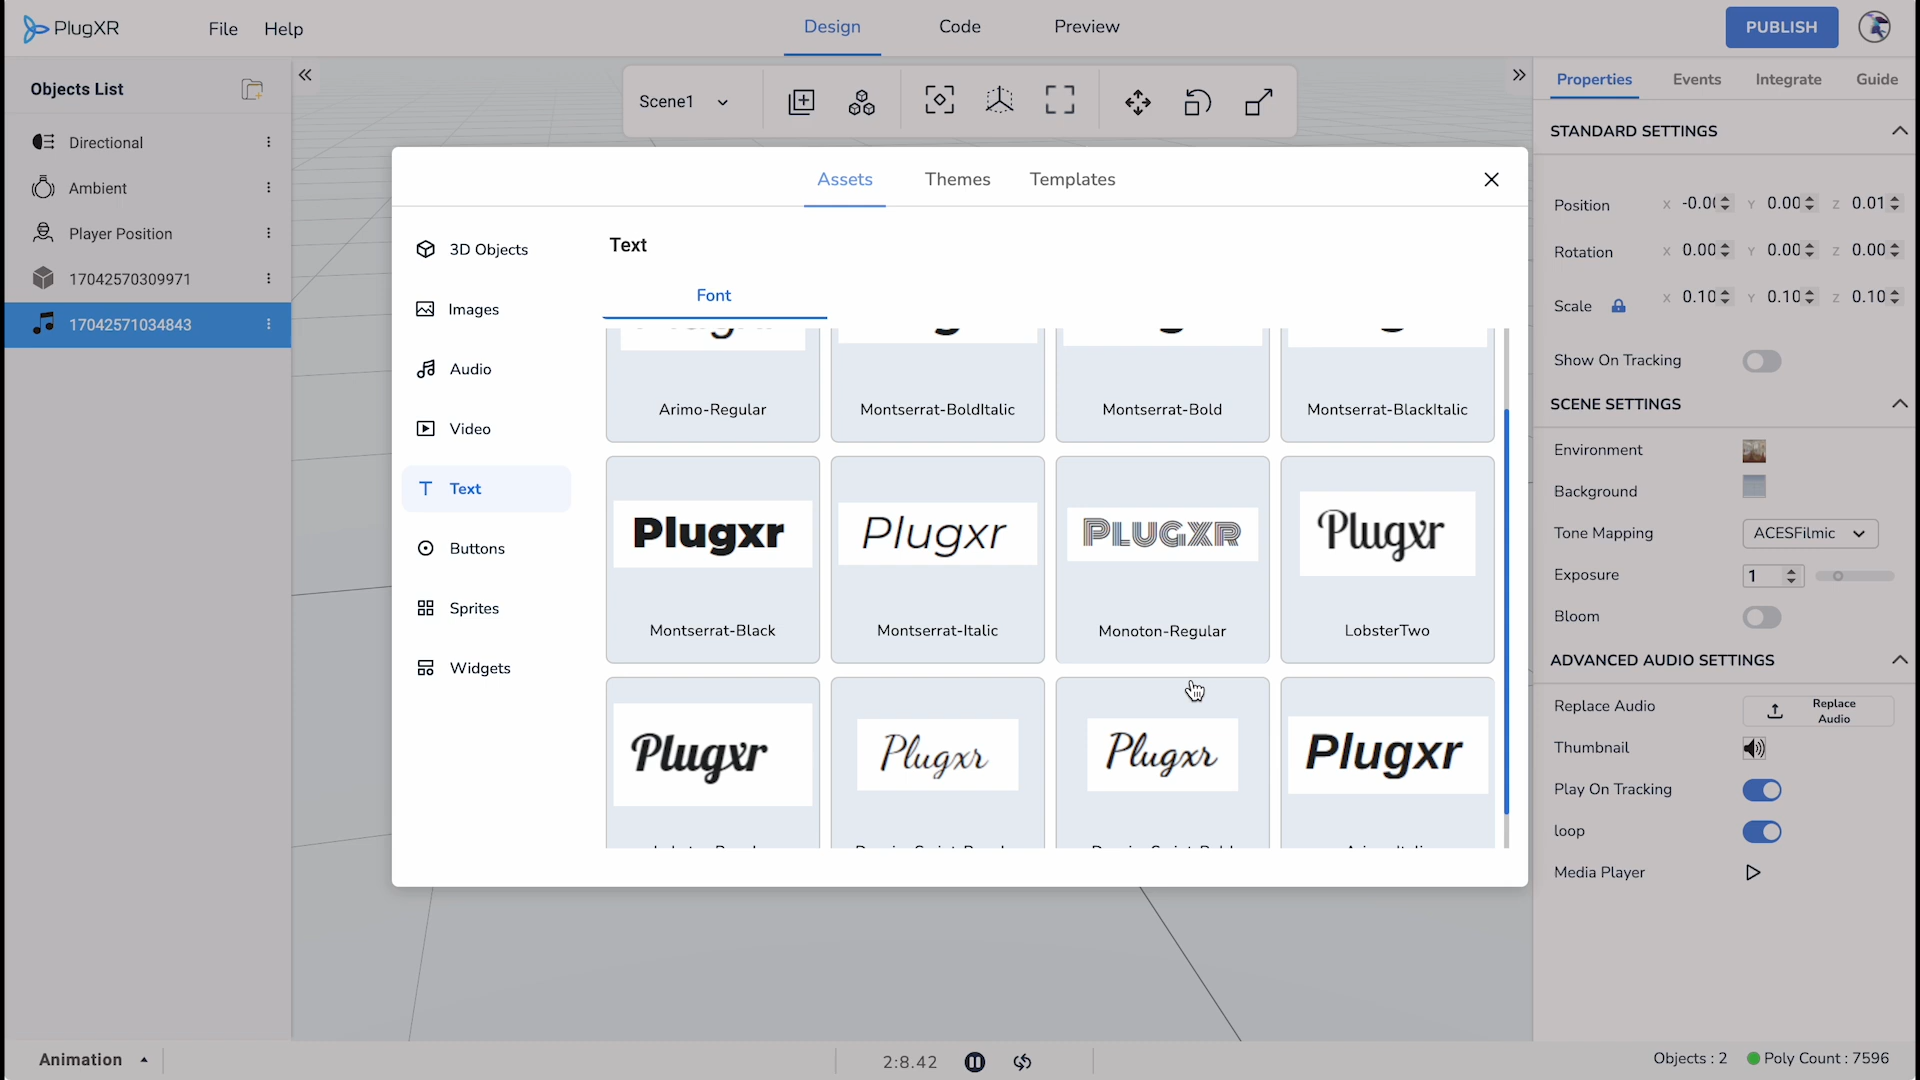 PlugXR
File
Help
Design
Code
Preview
PUBLISH
Objects List
Scene1
Properties
Events
Integrate
Guide
Directional
Ambient
Player Position
17042570309971
17042571034843
STANDARD SETTINGS
Position X -0.0 Y 0.00 Z 0.01
Rotation X 0.00 Y 0.00 Z 0.00
Scale X 0.10 Y 0.10 Z 0.10
Show On Tracking
SCENE SETTINGS
Environment
Background
Tone Mapping ACESFilmic
Exposure 1
Bloom
ADVANCED AUDIO SETTINGS
Replace Audio
Replace
Audio
Thumbnail
Play On Tracking
loop
Media Player
Assets
Themes
Templates
3D Objects
Images
Audio
Video
Text
Buttons
Sprites
Widgets
Text
Font
Arimo-Regular
Montserrat-BoldItalic
Montserrat-Bold
Montserrat-BlackItalic
Plugxr
Plugxr
PLUGXR
Plugxr
Montserrat-Black
Montserrat-Italic
Monoton-Regular
LobsterTwo
Plugxr
Plugxr
Plugxr
Plugxr
Animation
2:8.42
Objects : 2
Poly Count : 7596